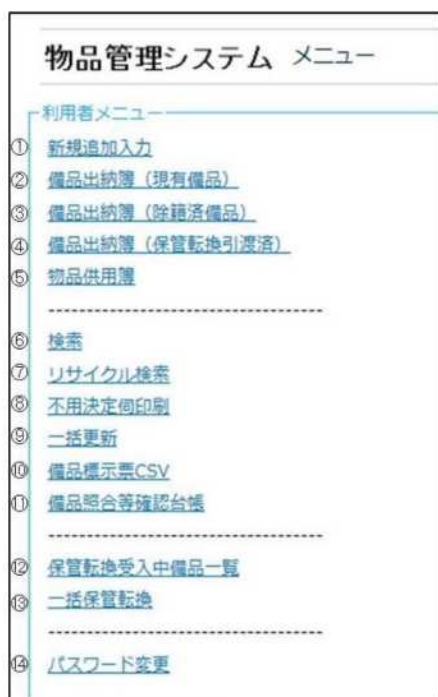 物品管理システム メニュー
利用者メニュー
① 新規追加入力
② 備品出納簿（現有備品）
③ 備品出納簿（除籍済備品）
④ 備品出納簿（保管転換引渡済）
⑤ 物品供用簿
----------------------------------
⑥ 検索
⑦ リサイクル検索
⑧ 不用決定伺印刷
⑨ 一括更新
⑩ 備品標示票CSV
⑪ 備品照合等確認台帳
----------------------------------
⑫ 保管転換受入中備品一覧
⑬ 一括保管転換
----------------------------------
⑭ パスワード変更